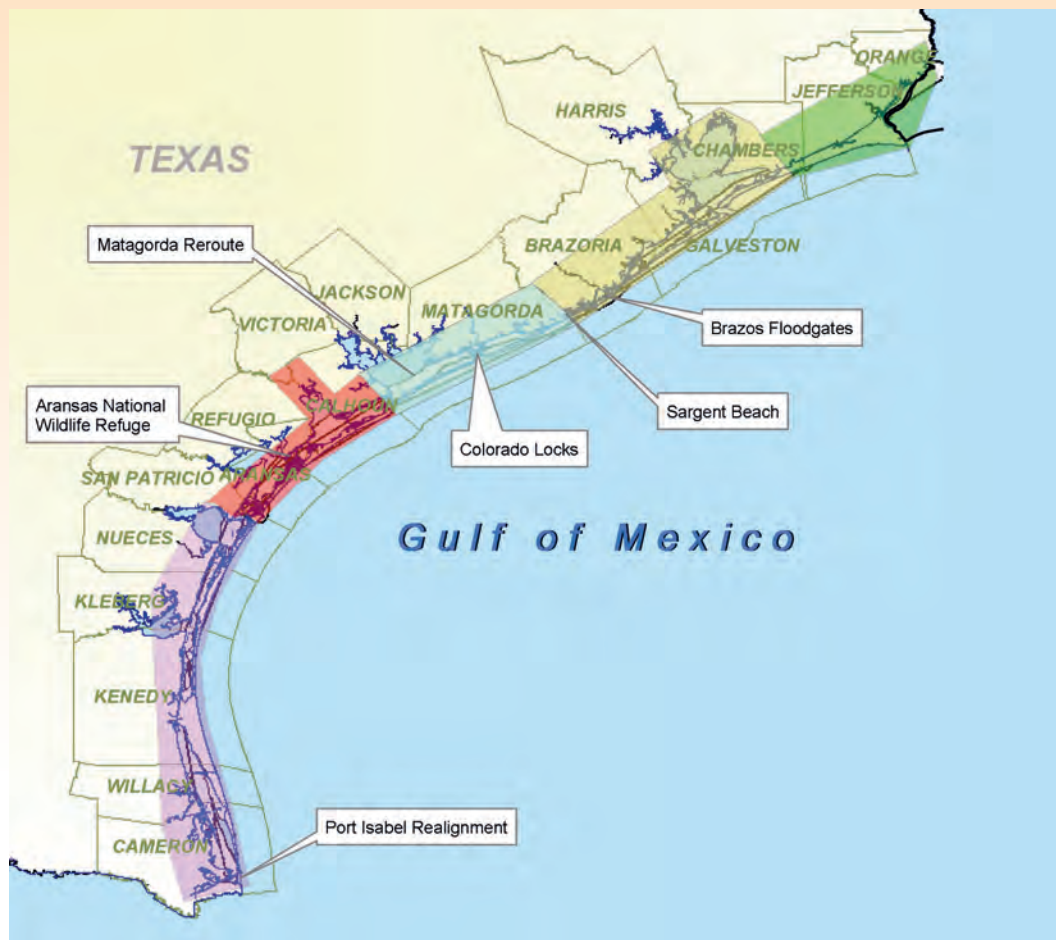 ORANGE
JEFFERSON
HARRIS
CHAMBERS
TEXAS
BRAZORIA
GALVESTON
Matagorda Reroute
JACKSON
MATAGORDA
VICTORIA
Brazos Floodgates
Aransas National
Wildlife Refuge
CALHOUN
REFUGIO
Sargent Beach
Colorado Locks
SAN PATRICIO
ARANSAS
NUECES
Gulf of Mexico
KLEBERG
KENEDY
WILLACY
Port Isabel Realignment
CAMERON